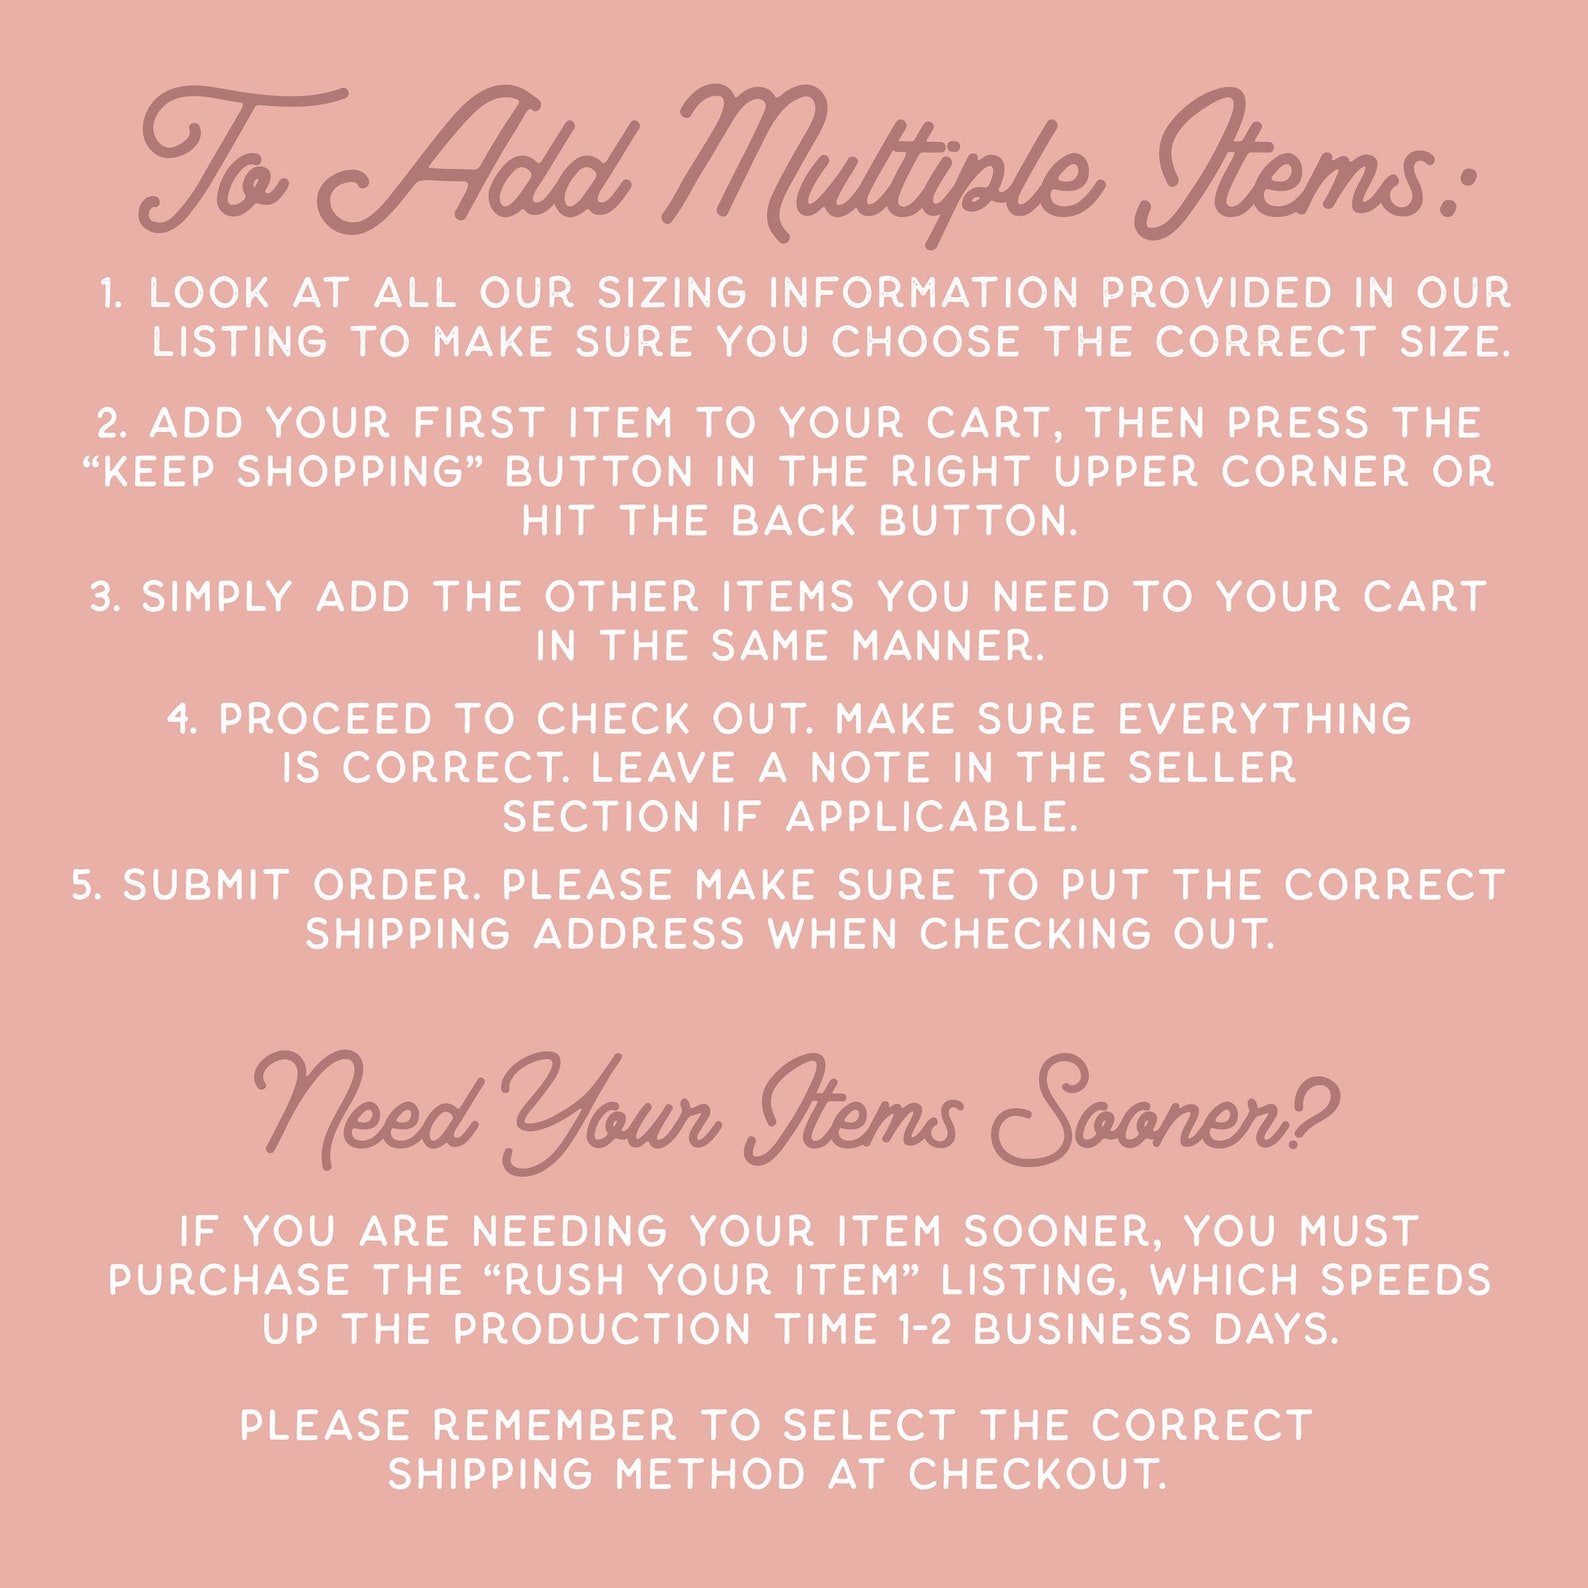 To Add Multiple Items:
1. LOOK AT ALL OUR SIZING INFORMATION PROVIDED IN OUR
LISTING TO MAKE SURE YOU CHOOSE THE CORRECT SIZE.
2. ADD YOUR FIRST ITEM TO YOUR CART, THEN PRESS THE
“KEEP SHOPPING” BUTTON IN THE RIGHT UPPER CORNER OR
HIT THE BACK BUTTON.
3. SIMPLY ADD THE OTHER ITEMS YOU NEED TO YOUR CART
IN THE SAME MANNER.
4. PROCEED TO CHECK OUT. MAKE SURE EVERYTHING
IS CORRECT. LEAVE A NOTE IN THE SELLER
SECTION IF APPLICABLE.
5. SUBMIT ORDER. PLEASE MAKE SURE TO PUT THE CORRECT
SHIPPING ADDRESS WHEN CHECKING OUT.
Need Your Items Sooner?
IF YOU ARE NEEDING YOUR ITEM SOONER, YOU MUST
PURCHASE THE “RUSH YOUR ITEM” LISTING, WHICH SPEEDS
UP THE PRODUCTION TIME 1-2 BUSINESS DAYS.
PLEASE REMEMBER TO SELECT THE CORRECT
SHIPPING METHOD AT CHECKOUT.